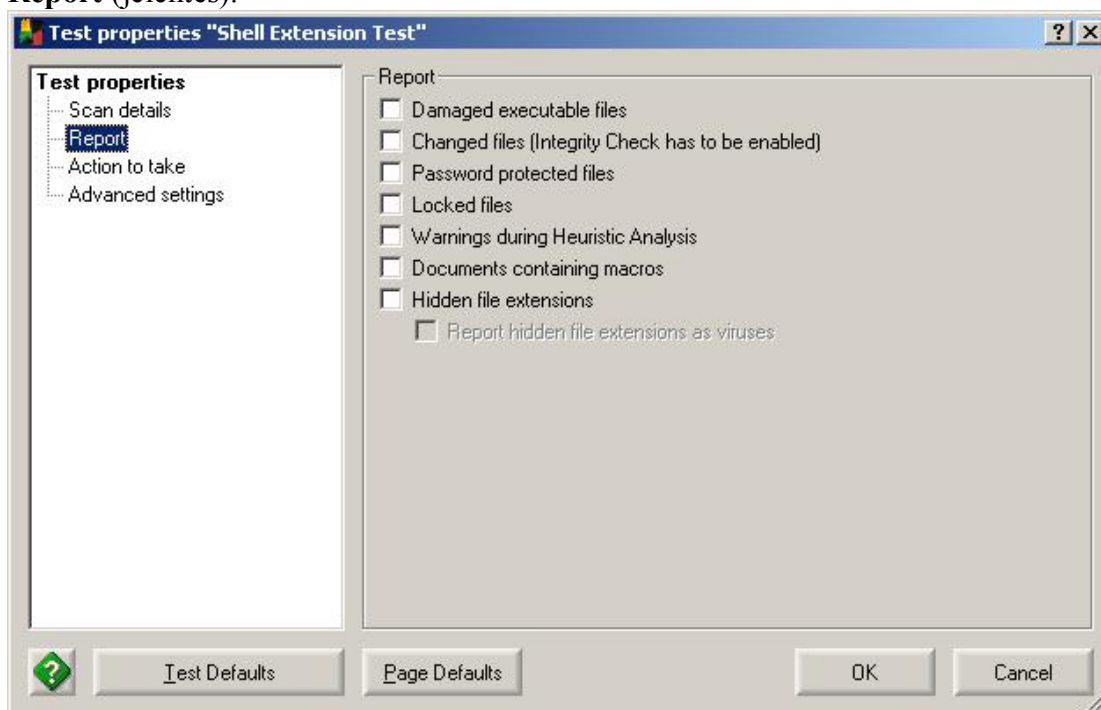 Report (jelentés):
Test properties "Shell Extension Test"
Test properties
Scan details
Report
Action to take
Advanced settings
Report
Damaged executable files
Changed files (Integrity Check has to be enabled)
Password protected files
Locked files
Warnings during Heuristic Analysis
Documents containing macros
Hidden file extensions
Report hidden file extensions as viruses
Test Defaults
Page Defaults
OK
Cancel